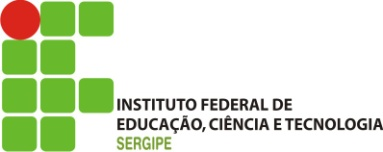 INSTITUTO FEDERAL DE
EDUCAÇÃO, CIÊNCIA E TECNOLOGIA
SERGIPE